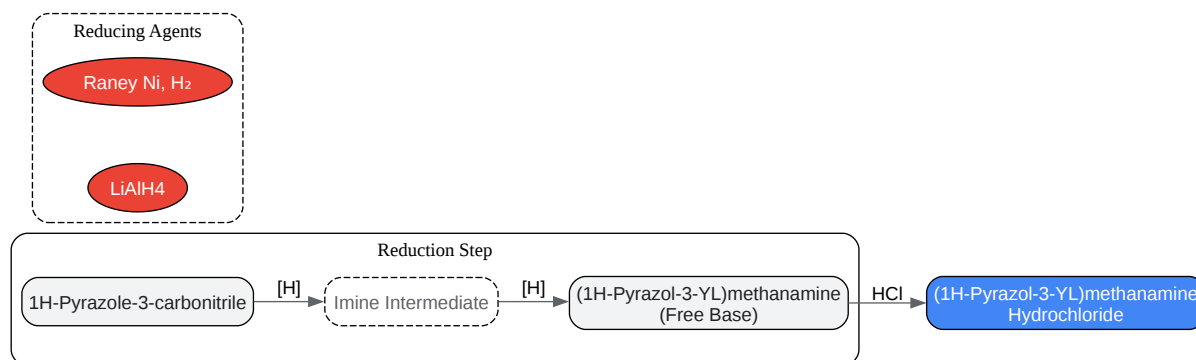 Reducing Agents
Raney Ni, H₂
LiAlH4
Reduction Step
1H-Pyrazole-3-carbonitrile
[H]
Imine Intermediate
[H]
(1H-Pyrazol-3-YL)methanamine
(Free Base)
HCl
(1H-Pyrazol-3-YL)methanamine
Hydrochloride